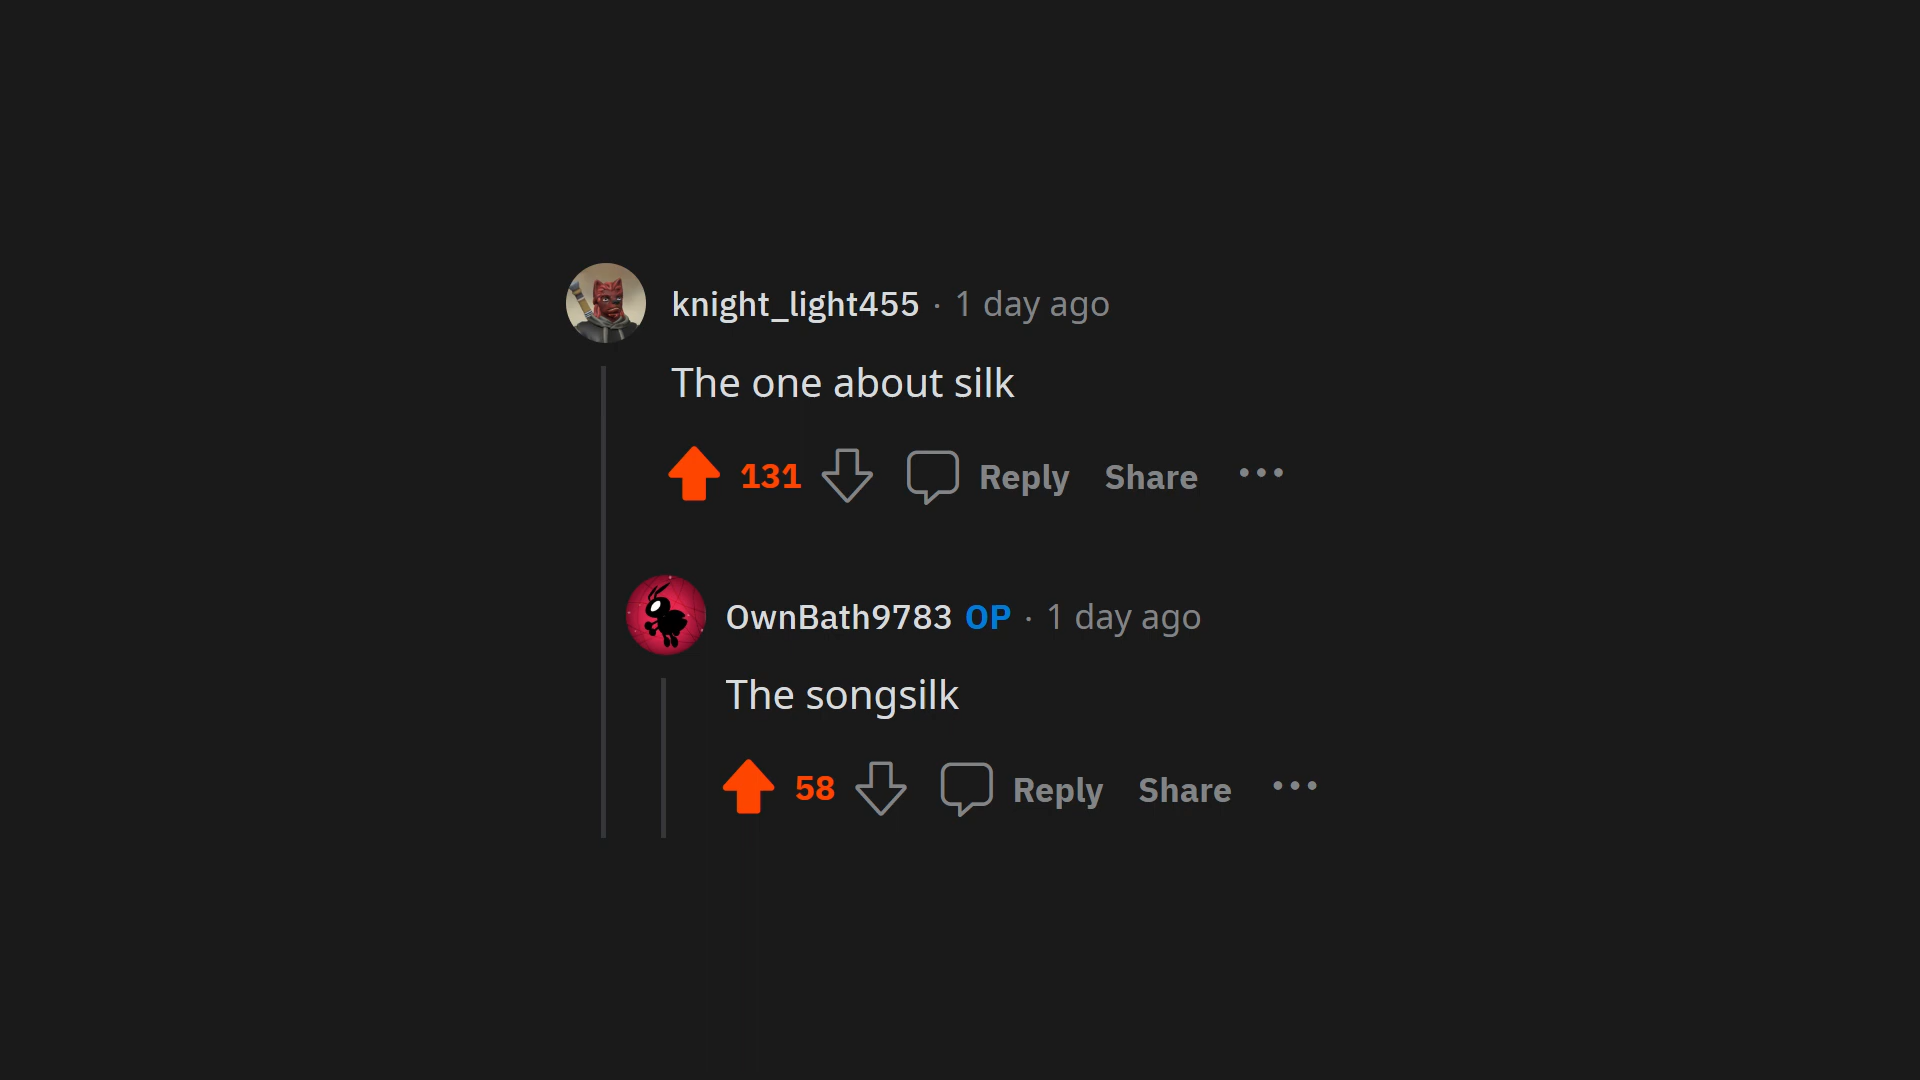 knight_light455 · 1 day ago
The one about silk
131 Reply Share
OwnBath9783 OP · 1 day ago
The songsilk
58 Reply Share